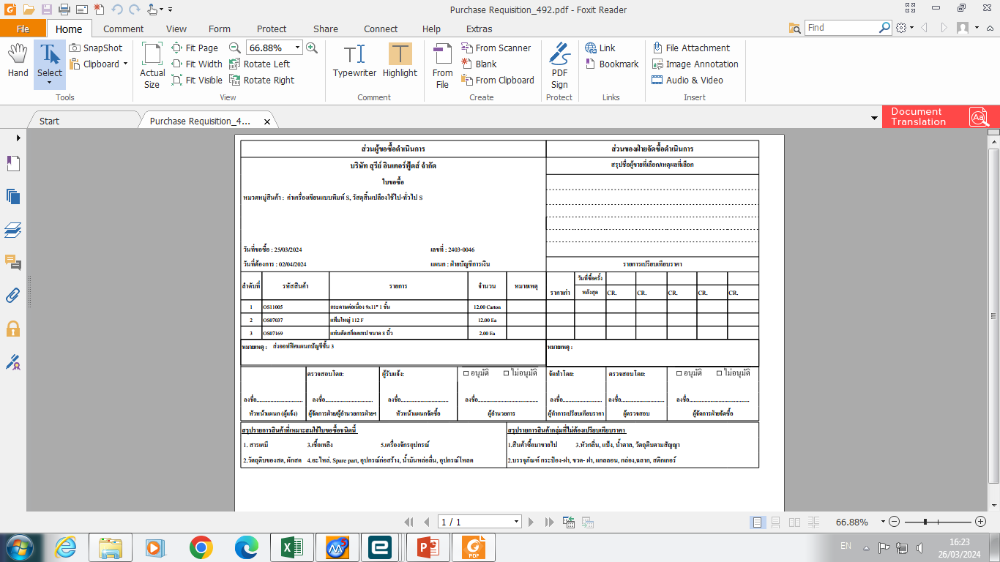 Purchase Requisition_492.pdf - Foxit Reader
File Home Comment View Form Protect Share Connect Help Extras
Find
Hand
Select
SnapShot
Clipboard
Tools
Actual Size
Fit Page
Fit Width
Fit Visible
66.88%
Rotate Left
Rotate Right
View
Typewriter
Highlight
Comment
From File
From Scanner
Blank
From Clipboard
Create
PDF Sign
Protect
Link
Bookmark
Links
File Attachment
Image Annotation
Audio & Video
Insert
Start
Purchase Requisition_4...
Document Translation
ส่วนผู้ขอซื้อดำเนินการ
ส่วนของฝ่ายจัดซื้อดำเนินการ
บริษัท สุรีย์ อินเตอร์ฟู้ดส์ จำกัด
สรุปชื่อผู้ขายที่เลือก/เหตุผลที่เลือก
ใบขอซื้อ
หมวดหมู่สินค้า : ค่าเครื่องเขียนแบบพิมพ์ S, วัสดุสิ้นเปลืองใช้ไป-ทั่วไป S
วันที่ขอซื้อ : 25/03/2024
เลขที่ : 2403-0046
วันที่ต้องการ : 02/04/2024
แผนก : ฝ่ายบัญชีการเงิน
รายการเปรียบเทียบราคา
ลำดับที่ รหัสสินค้า รายการ จำนวน หมายเหตุ
ราคาเก่า วันที่ซื้อครั้งหลังสุด CR. CR. CR. CR. CR.
1 OS11005 กระดาษต่อเนื่อง 9x11" 1 ชั้น 12.00 Carton
2 OS07037 แฟ้มใหญ่ 112 F 12.00 Ea
3 OS07169 แท่นตัดสก็อตเทป ขนาด 8 นิ้ว 2.00 Ea
หมายเหตุ : ส่งออฟฟิศแผนกบัญชีชั้น 3
หมายเหตุ :
ตรวจสอบโดย: ผู้รับแจ้ง: อนุมัติ ไม่อนุมัติ จัดทำโดย: ตรวจสอบโดย: อนุมัติ ไม่อนุมัติ
ลงชื่อ............................ ลงชื่อ............................ ลงชื่อ............................ ลงชื่อ............................ ลงชื่อ............................ ลงชื่อ............................ ลงชื่อ............................
หัวหน้าแผนก (ผู้แจ้ง) ผู้จัดการฝ่าย/ผู้อำนวยการฝ่ายฯ หัวหน้าแผนกจัดซื้อ ผู้อำนวยการ ผู้ทำการเปรียบเทียบราคา ผู้ตรวจสอบ ผู้จัดการฝ่ายจัดซื้อ
สรุปรายการสินค้าที่เหมาะสมใช้ใบขอซื้อชนิดนี้
สรุปรายการสินค้ากลุ่มที่ไม่ต้องเปรียบเทียบราคา
1. สารเคมี 3.เชื้อเพลิง 5.เครื่องจักรอุปกรณ์
1.สินค้าซื้อมาขายไป 3.หัวกลิ่น, แป้ง, น้ำตาล, วัตถุดิบตามสัญญา
2.วัตถุดิบของสด, ผักสด 4.อะไหล่. Spare part, อุปกรณ์ก่อสร้าง, น้ำมันหล่อลื่น, อุปกรณ์โหลด
2.บรรจุภัณฑ์ กระป๋อง-ฝา, ขวด- ฝา, แกลลอน, กล่อง,ฉลาก, สติกเกอร์
1 / 1
66.88%
EN
16:23
26/03/2024